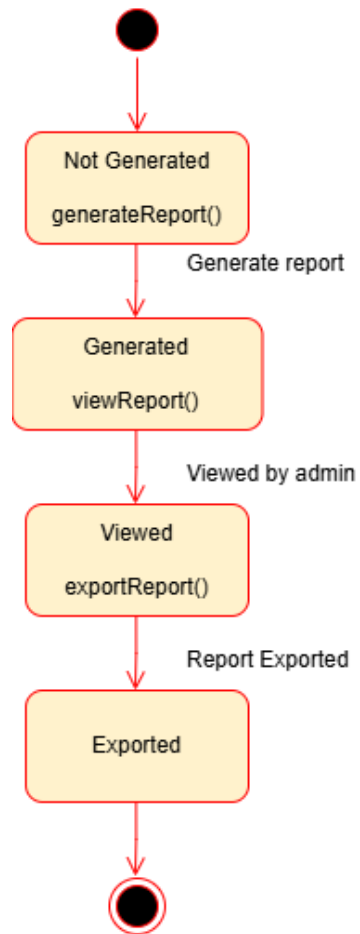 Not Generated
generateReport()
Generate report
Generated
viewReport()
Viewed by admin
Viewed
exportReport()
Report Exported
Exported